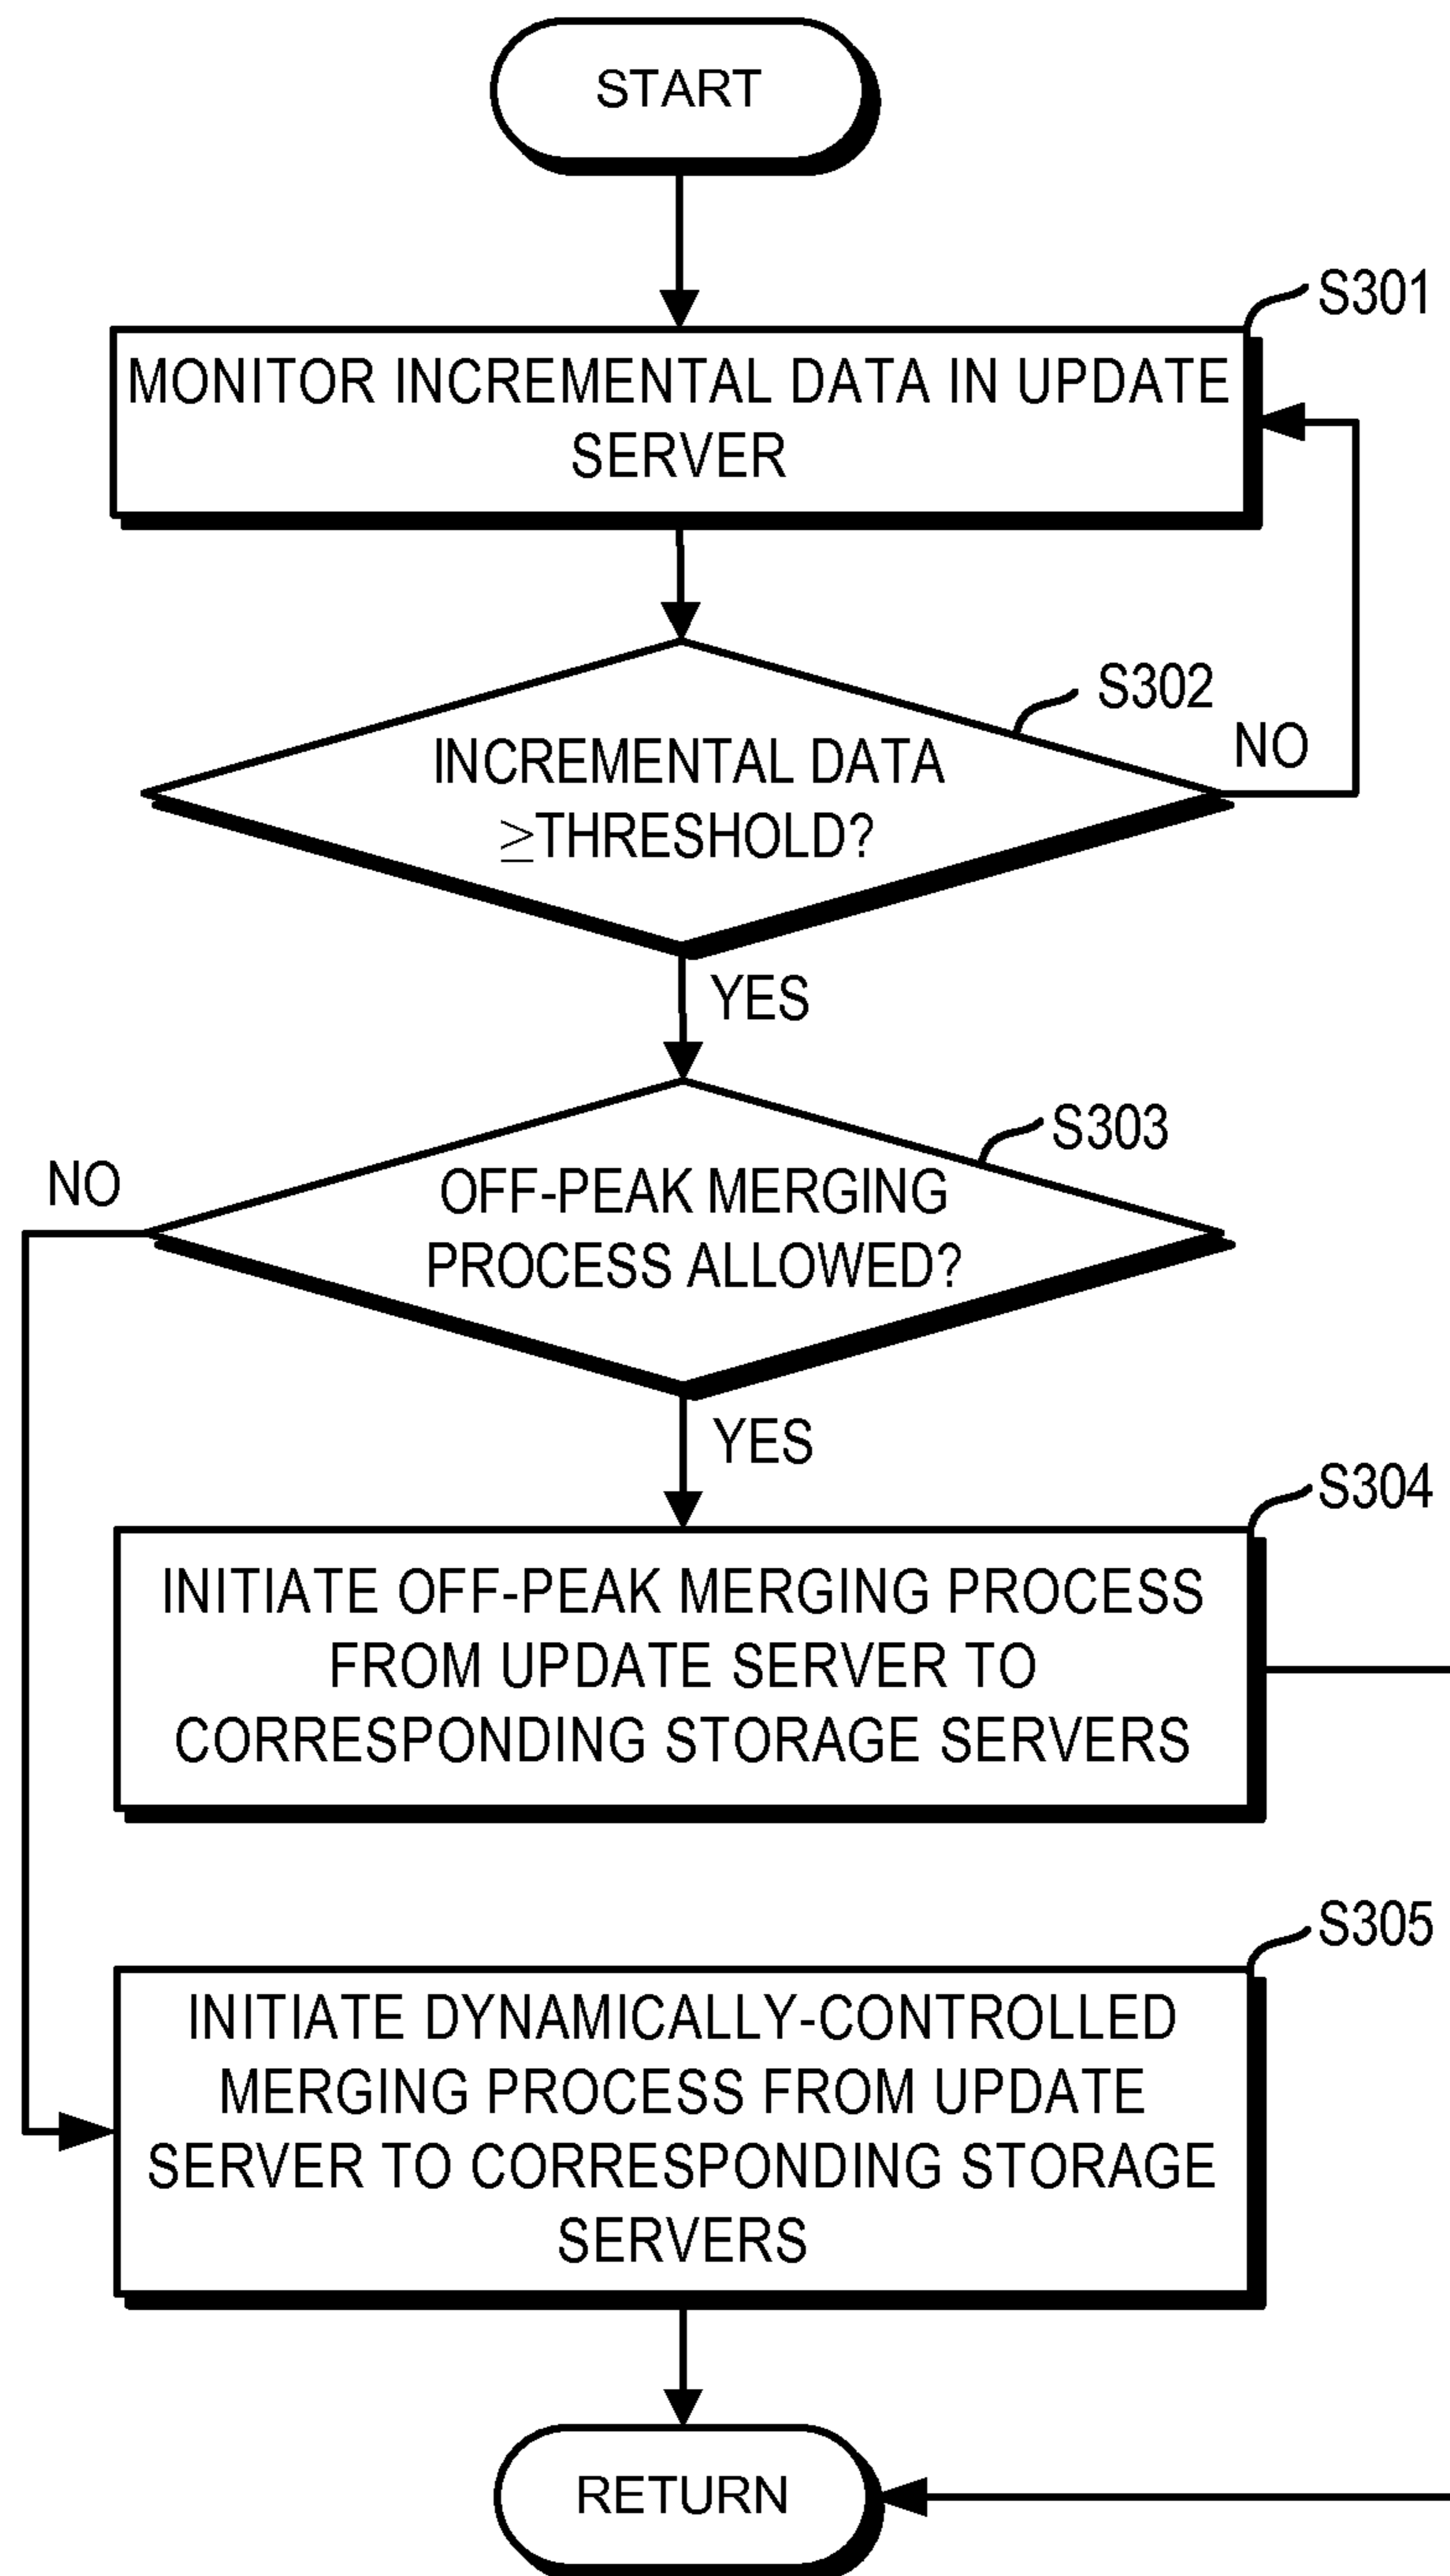 START
S301
MONITOR INCREMENTAL DATA IN UPDATE
SERVER
S302
NO
INCREMENTAL DATA
≥THRESHOLD?
YES
S303
NO
OFF-PEAK MERGING
PROCESS ALLOWED?
YES
S304
INITIATE OFF-PEAK MERGING PROCESS
FROM UPDATE SERVER TO
CORRESPONDING STORAGE SERVERS
S305
INITIATE DYNAMICALLY-CONTROLLED
MERGING PROCESS FROM UPDATE
SERVER TO CORRESPONDING STORAGE
SERVERS
RETURN